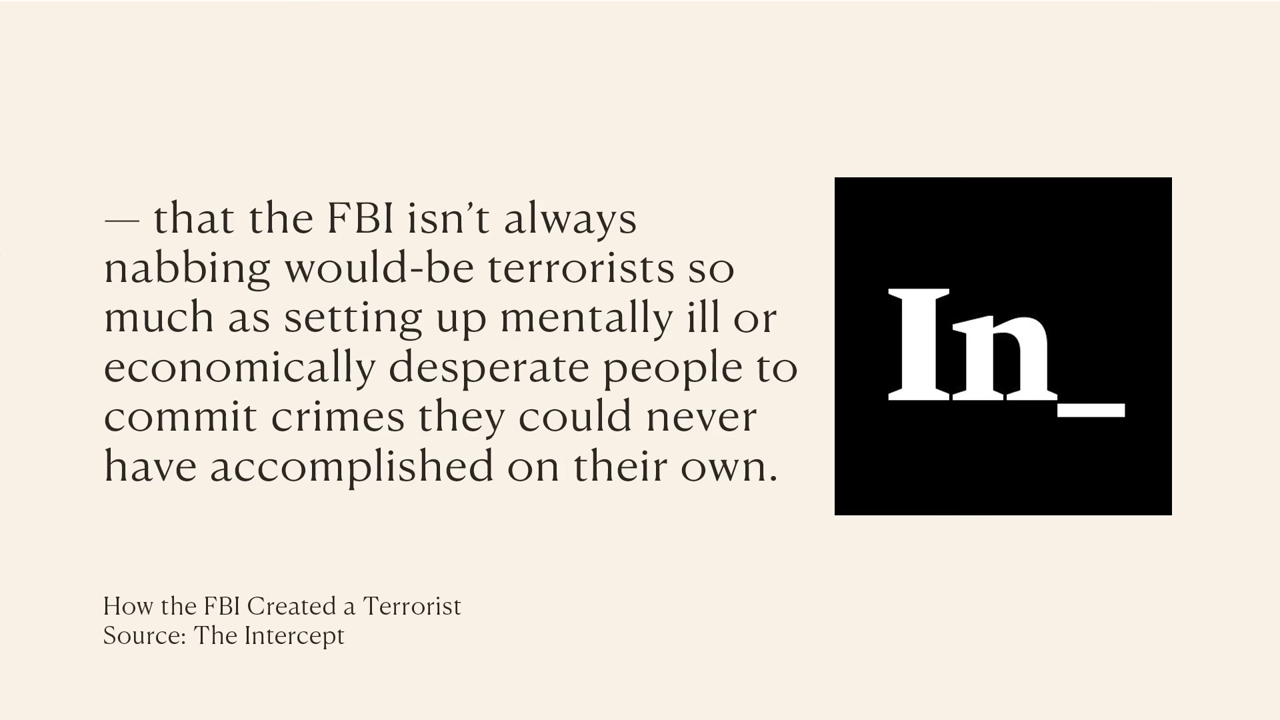 — that the FBI isn’t always
nabbing would-be terrorists so
much as setting up mentally ill or
economically desperate people to
commit crimes they could never
have accomplished on their own.
In_
How the FBI Created a Terrorist
Source: The Intercept